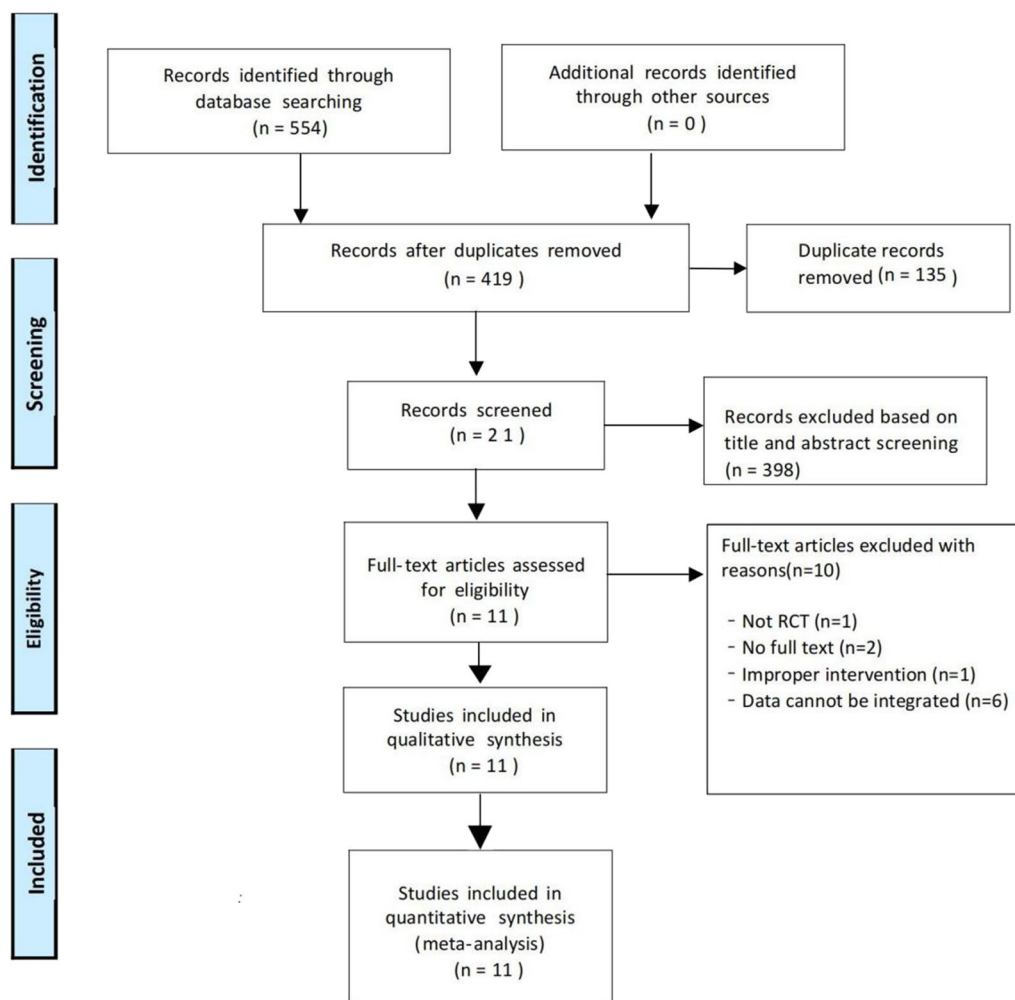 Identification
Records identified through
database searching
(n = 554)
Additional records identified
through other sources
(n = 0 )
Records after duplicates removed
(n = 419 )
Duplicate records
removed (n = 135 )
Screening
Records screened
(n = 2 1 )
Records excluded based on
title and abstract screening
(n = 398)
Eligibility
Full-text articles assessed
for eligibility
(n = 11 )
Full-text articles excluded with
reasons(n=10)
- Not RCT (n=1)
- No full text (n=2)
- Improper intervention (n=1)
- Data cannot be integrated (n=6)
Studies included in
qualitative synthesis
(n = 11 )
Included
:
Studies included in
quantitative synthesis
(meta-analysis)
(n = 11 )